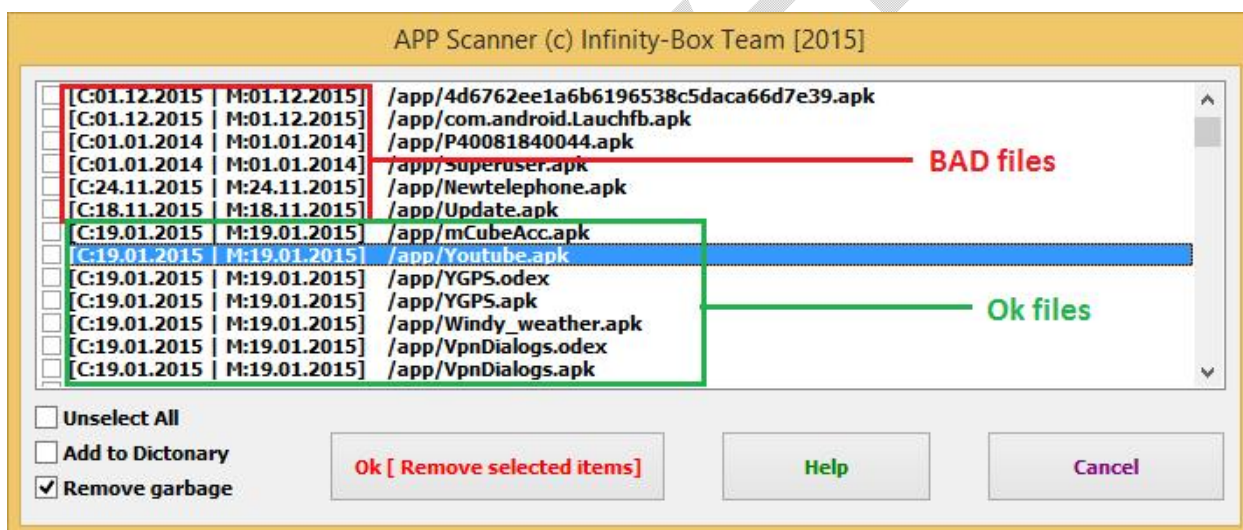 APP Scanner (c) Infinity-Box Team [2015]
[C:01.12.2015 | M:01.12.2015] /app/4d6762ee1a6b6196538c5daca66d7e39.apk
[C:01.12.2015 | M:01.12.2015] /app/com.android.Lauchfb.apk
[C:01.01.2014 | M:01.01.2014] /app/P40081840044.apk
[C:01.01.2014 | M:01.01.2014] /app/Superuser.apk
BAD files
[C:24.11.2015 | M:24.11.2015] /app/Newtelephone.apk
[C:18.11.2015 | M:18.11.2015] /app/Update.apk
[C:19.01.2015 | M:19.01.2015] /app/mCubeAcc.apk
[C:19.01.2015 | M:19.01.2015] /app/Youtube.apk
[C:19.01.2015 | M:19.01.2015] /app/YGPS.odex
[C:19.01.2015 | M:19.01.2015] /app/YGPS.apk
Ok files
[C:19.01.2015 | M:19.01.2015] /app/Windy_weather.apk
[C:19.01.2015 | M:19.01.2015] /app/VpnDialogs.odex
[C:19.01.2015 | M:19.01.2015] /app/VpnDialogs.apk
Unselect All
Add to Dictonary
Remove garbage
Ok [ Remove selected items]
Help
Cancel